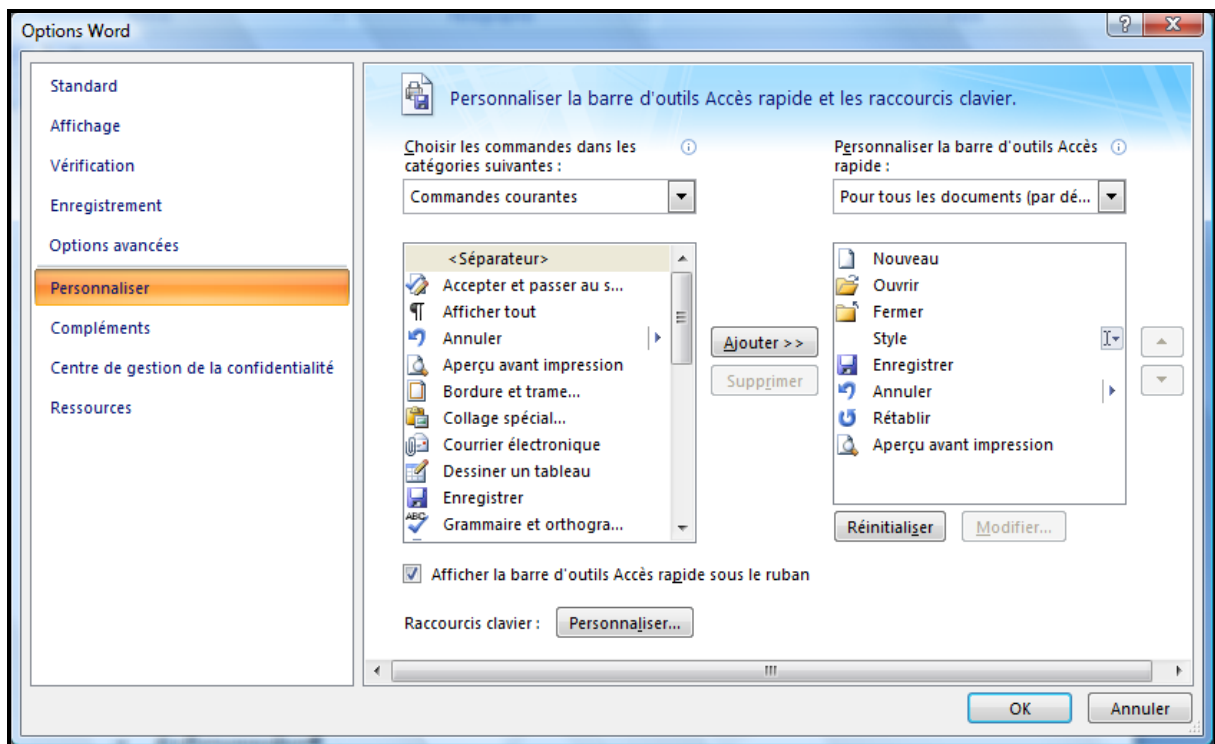 Options Word
Standard
Affichage
Vérification
Enregistrement
Options avancées
Personnaliser
Compléments
Centre de gestion de la confidentialité
Ressources
Personnaliser la barre d'outils Accès rapide et les raccourcis clavier.
Choisir les commandes dans les
catégories suivantes :
Commandes courantes
<Séparateur>
Accepter et passer au s...
Afficher tout
Annuler
Aperçu avant impression
Bordure et trame...
Collage spécial...
Courrier électronique
Dessiner un tableau
Enregistrer
Grammaire et orthogra...
Ajouter >>
Supprimer
Personnaliser la barre d'outils Accès
rapide :
Pour tous les documents (par dé...
Nouveau
Ouvrir
Fermer
Style
Enregistrer
Annuler
Rétablir
Aperçu avant impression
Réinitialiser
Modifier...
Afficher la barre d'outils Accès rapide sous le ruban
Raccourcis clavier :
Personnaliser...
OK
Annuler